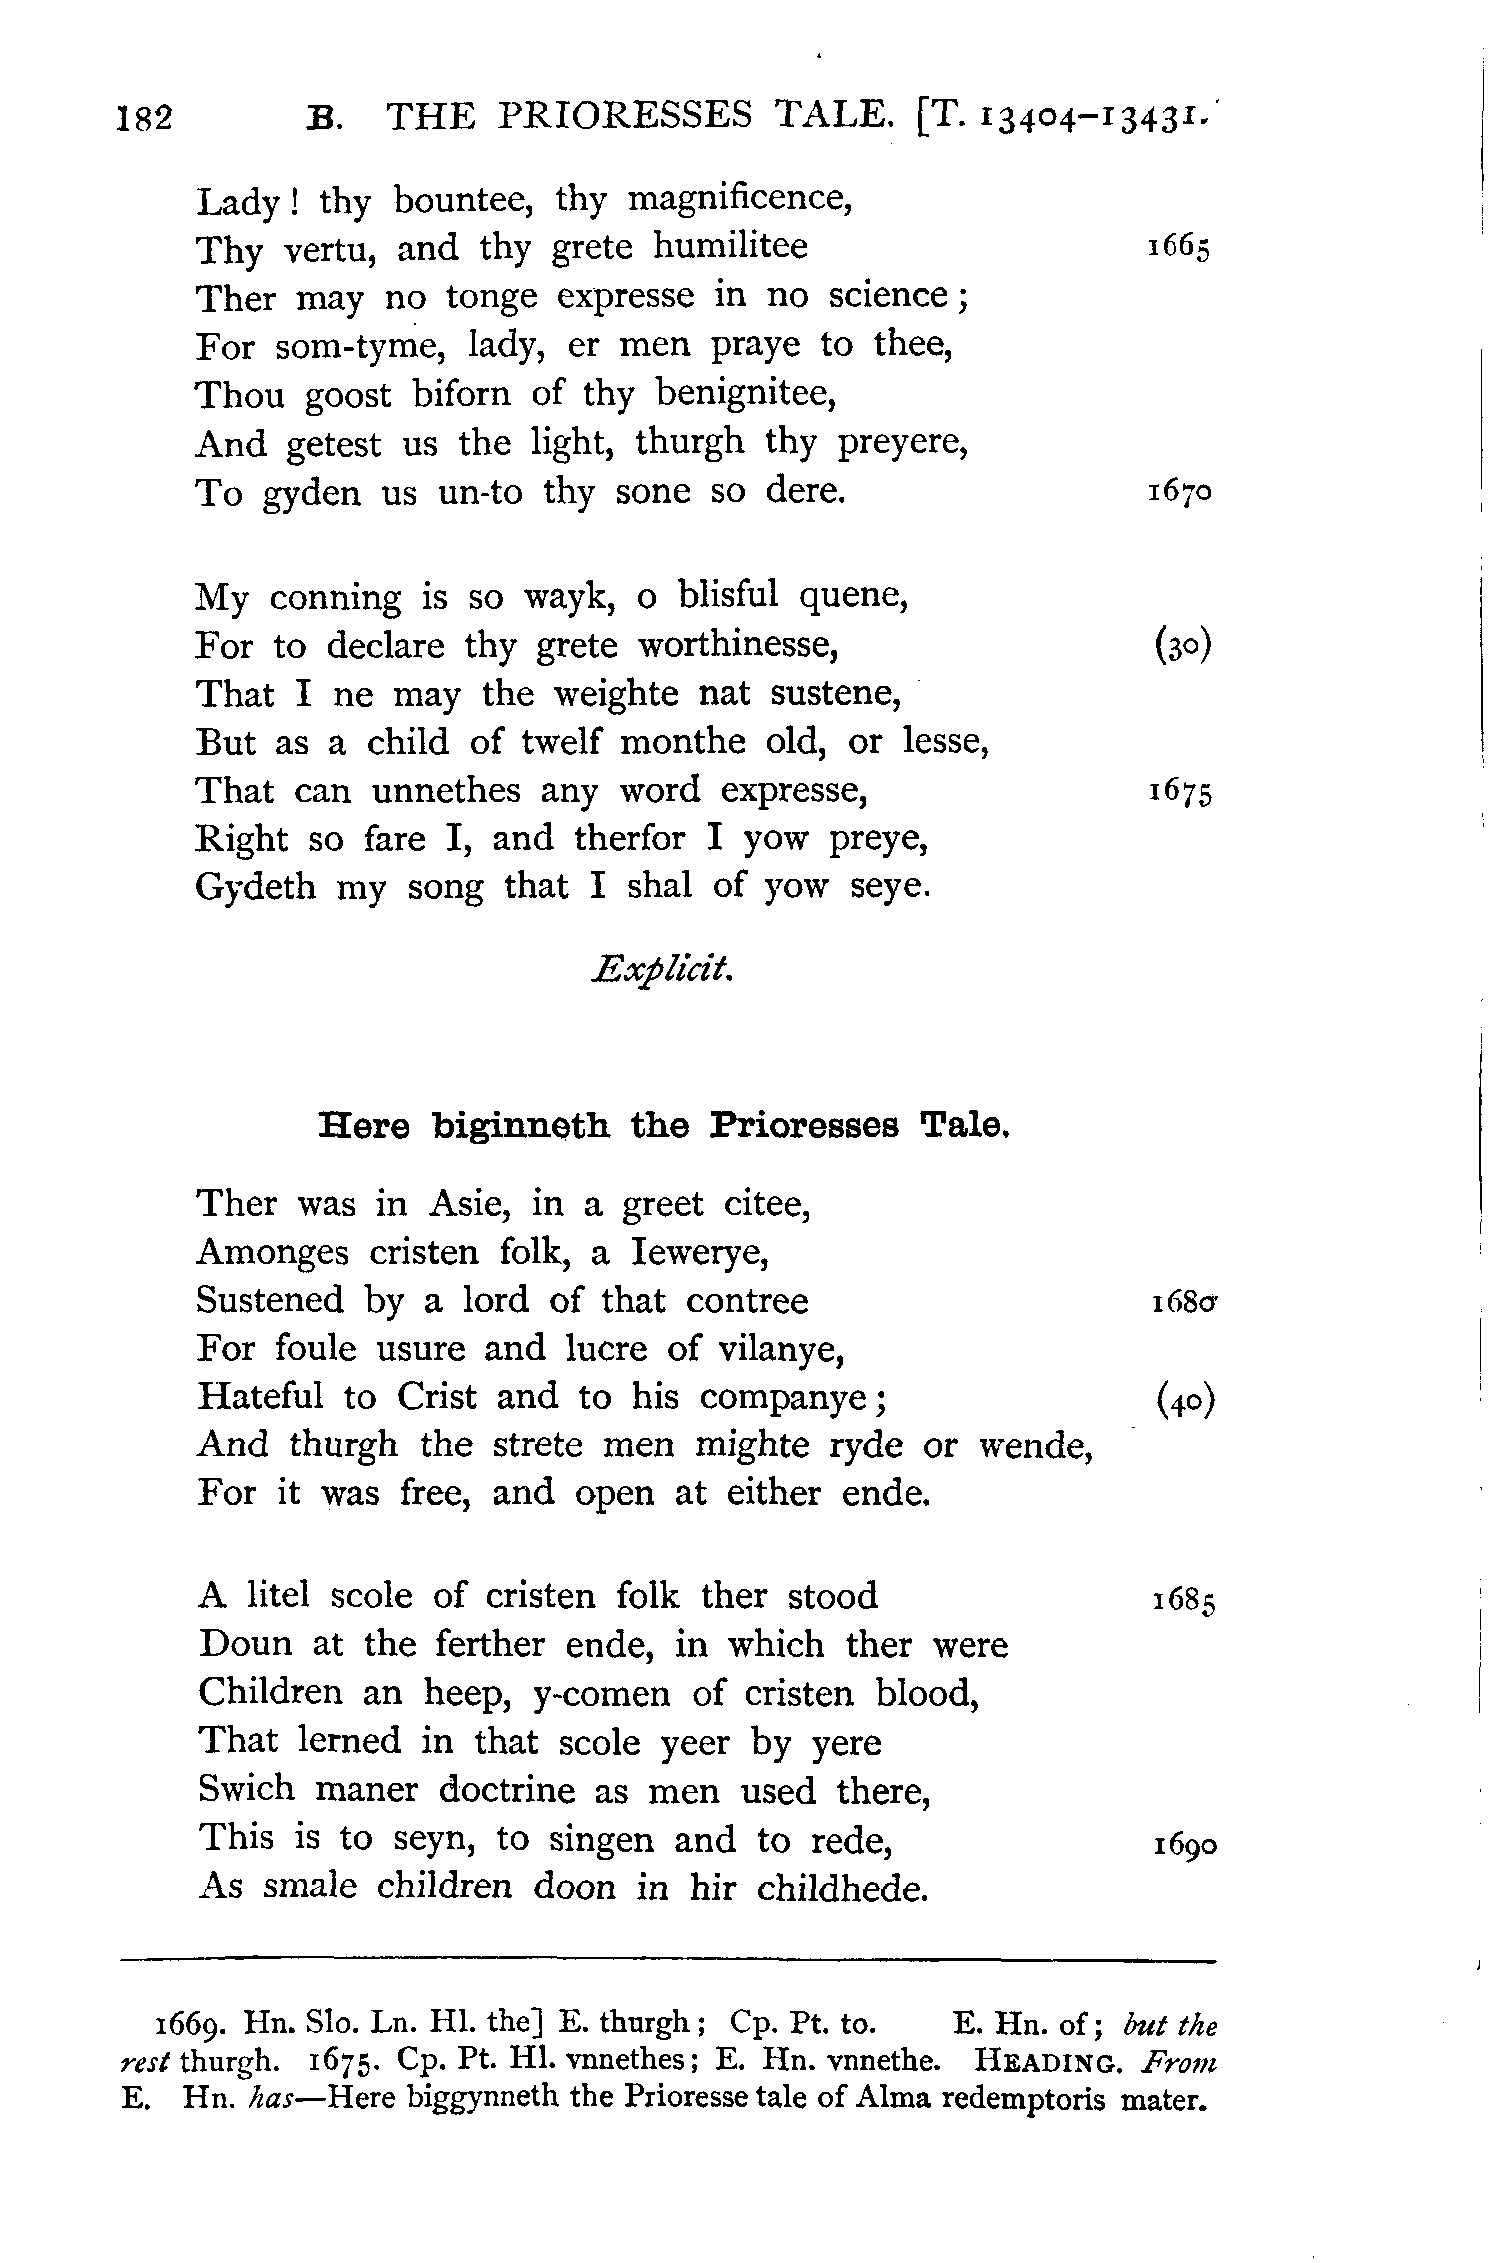 182 B. THE PRIORESSES TALE. [T. 13404–13431.
Lady! thy bountee, thy magnificence,
Thy vertu, and thy grete humilitee 1665
Ther may no tonge expresse in no science;
For som-tyme, lady, er men praye to thee,
Thou goost biforn of thy benignitee,
And getest us the light, thurgh thy preyere,
To gyden us un-to thy sone so dere. 1670
My conning is so wayk, o blisful quene,
For to declare thy grete worthinesse, (30)
That I ne may the weighte nat sustene,
But as a child of twelf monthe old, or lesse,
That can unnethes any word expresse, 1675
Right so fare I, and therfor I yow preye,
Gydeth my song that I shal of yow seye.
Explicit.
Here biginneth the Prioresses Tale.
Ther was in Asie, in a greet citee,
Amonges cristen folk, a Iewerye,
Sustened by a lord of that contree 1680
For foule usure and lucre of vilanye,
Hateful to Crist and to his companye; (40)
And thurgh the strete men mighte ryde or wende,
For it was free, and open at either ende.
A litel scole of cristen folk ther stood 1685
Doun at the ferther ende, in which ther were
Children an heep, y-comen of cristen blood,
That lerned in that scole yeer by yere
Swich maner doctrine as men used there,
This is to seyn, to singen and to rede, 1690
As smale children doon in hir childhede.
1669. Hn. Slo. Ln. Hl. the] E. thurgh; Cp. Pt. to. E. Hn. of; but the
rest thurgh. 1675. Cp. Pt. Hl. vnnethes; E. Hn. vnnethe. HEADING. From
E. Hn. has—Here biggynneth the Prioresse tale of Alma redemptoris mater.